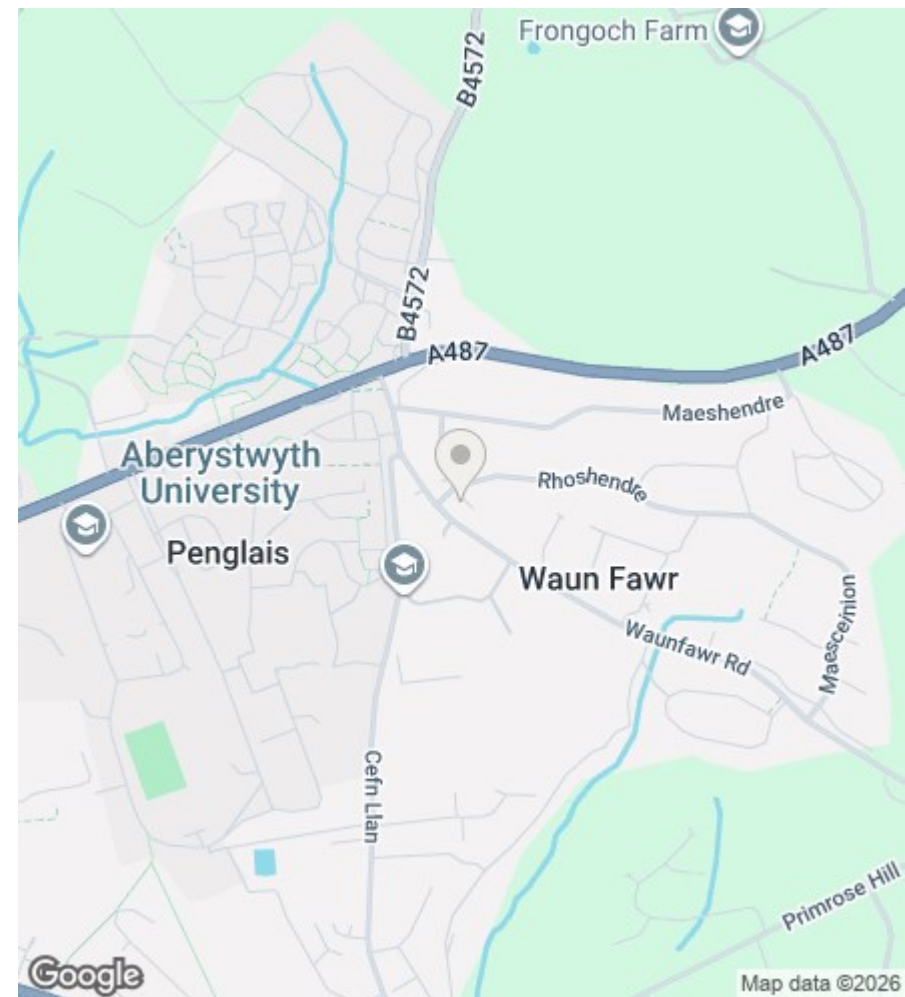 Frongoch Farm
B4572
B4572
A487
A487
Maeshendre
Aberystwyth
University
Rhoshendre
Penglais
Waun Fawr
Waunfawr Rd
Maesceinion
Cefn Llan
Primrose Hill
Google
Map data ©2026